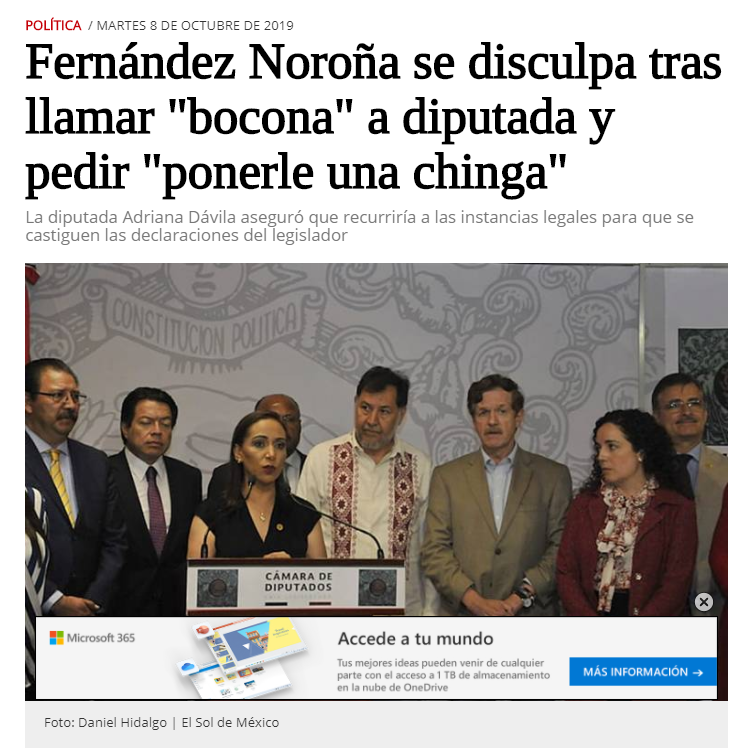 POLÍTICA / MARTES 8 DE OCTUBRE DE 2019
Fernández Noroña se disculpa tras
llamar "bocona" a diputada y
pedir "ponerle una chinga"
La diputada Adriana Dávila aseguró que recurriría a las instancias legales para que se
castiguen las declaraciones del legislador
CONSTITUCION POLITICA
CÁMARA DE
DIPUTADOS
Microsoft 365
Accede a tu mundo
Tus mejores ideas pueden venir de cualquier
parte con el acceso a 1 TB de almacenamiento
en la nube de OneDrive
MÁS INFORMACIÓN →
Foto: Daniel Hidalgo | El Sol de México